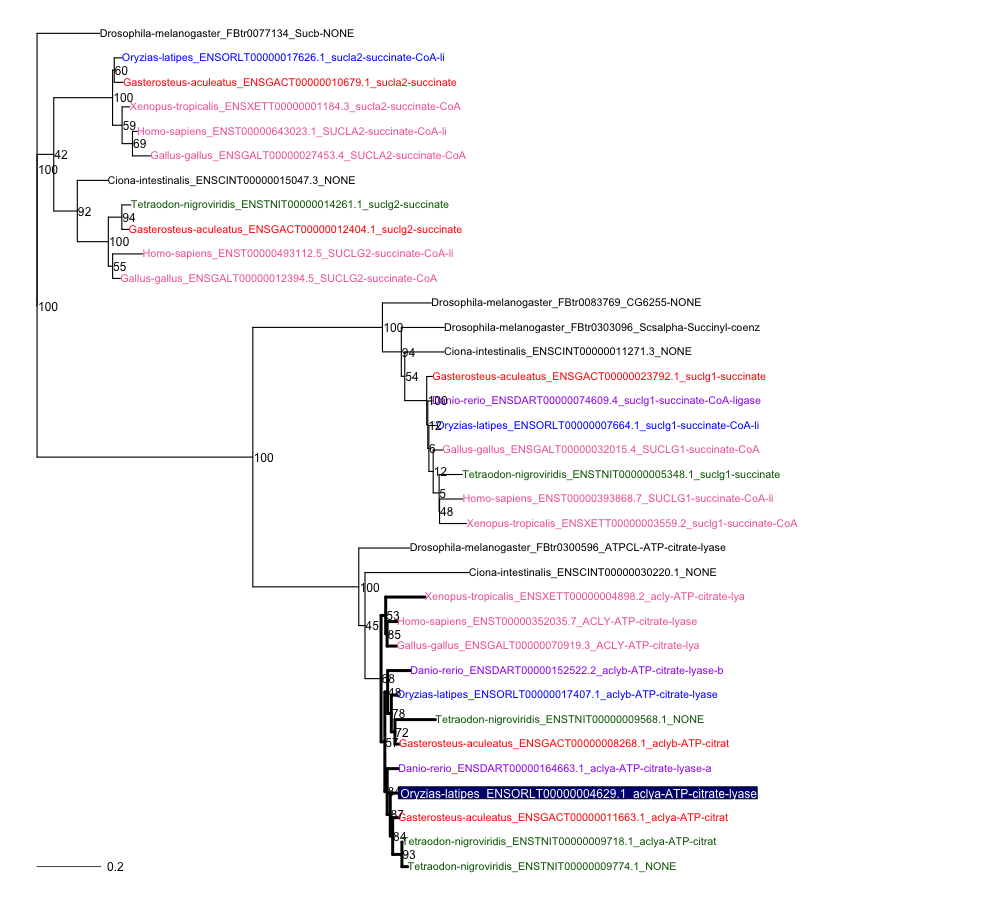 Drosophila-melanogaster_FBtr0077134_Sucb-NONE
Oryzias-latipes_ENSORLT00000017626.1_sucla2-succinate-CoA-li
60
Gasterosteus-aculeatus_ENSGACT00000010679.1_sucla2-succinate
100
Xenopus-tropicalis_ENSXETT00000001184.3_sucla2-succinate-CoA
59
Homo-sapiens_ENST00000643023.1_SUCLA2-succinate-CoA-li
69
Gallus-gallus_ENSGALT00000027453.4_SUCLA2-succinate-CoA
42
100
Ciona-intestinalis_ENSCINT00000015047.3_NONE
Tetraodon-nigroviridis_ENSTNIT00000014261.1_suclg2-succinate
92
94
Gasterosteus-aculeatus_ENSGACT00000012404.1_suclg2-succinate
100
Homo-sapiens_ENST00000493112.5_SUCLG2-succinate-CoA-li
55
Gallus-gallus_ENSGALT00000012394.5_SUCLG2-succinate-CoA
Drosophila-melanogaster_FBtr0083769_CG6255-NONE
100
Drosophila-melanogaster_FBtr0303096_Scsalpha-Succinyl-coenz
100
Ciona-intestinalis_ENSCINT00000011271.3_NONE
94
Gasterosteus-aculeatus_ENSGACT00000023792.1_suclg1-succinate
54
Danio-rerio_ENSDART00000074609.4_suclg1-succinate-CoA-ligase
100
Oryzias-latipes_ENSORLT00000007664.1_suclg1-succinate-CoA-li
12
Gallus-gallus_ENSGALT00000032015.4_SUCLG1-succinate-CoA
6
100
Tetraodon-nigroviridis_ENSTNIT00000005348.1_suclg1-succinate
12
Homo-sapiens_ENST00000393868.7_SUCLG1-succinate-CoA-li
5
48
Xenopus-tropicalis_ENSXETT00000003559.2_suclg1-succinate-CoA
Drosophila-melanogaster_FBtr0300596_ATPCL-ATP-citrate-lyase
Ciona-intestinalis_ENSCINT00000030220.1_NONE
100
Xenopus-tropicalis_ENSXETT00000004898.2_acly-ATP-citrate-lya
53
Homo-sapiens_ENST00000352035.7_ACLY-ATP-citrate-lyase
45
85
Gallus-gallus_ENSGALT00000070919.3_ACLY-ATP-citrate-lya
Danio-rerio_ENSDART00000152522.2_aclyb-ATP-citrate-lyase-b
68
Oryzias-latipes_ENSORLT00000017407.1_aclyb-ATP-citrate-lyase
78
Tetraodon-nigroviridis_ENSTNIT00000009568.1_NONE
72
Gasterosteus-aculeatus_ENSGACT00000008268.1_aclyb-ATP-citrat
Danio-rerio_ENSDART00000164663.1_aclya-ATP-citrate-lyase-a
Oryzias-latipes_ENSORLT00000004629.1_aclya-ATP-citrate-lyase
Gasterosteus-aculeatus_ENSGACT00000011663.1_aclya-ATP-citrat
84
Tetraodon-nigroviridis_ENSTNIT00000009718.1_aclya-ATP-citrat
93
Tetraodon-nigroviridis_ENSTNIT00000009774.1_NONE
0.2